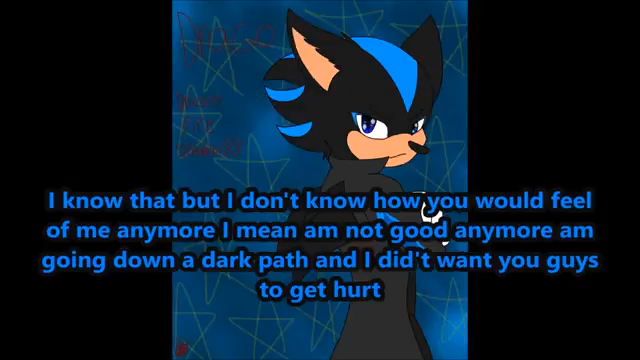 DRAGO
I know that but I don't know how you would feel
of me anymore I mean am not good anymore am
going down a dark path and I did't want you guys
to get hurt